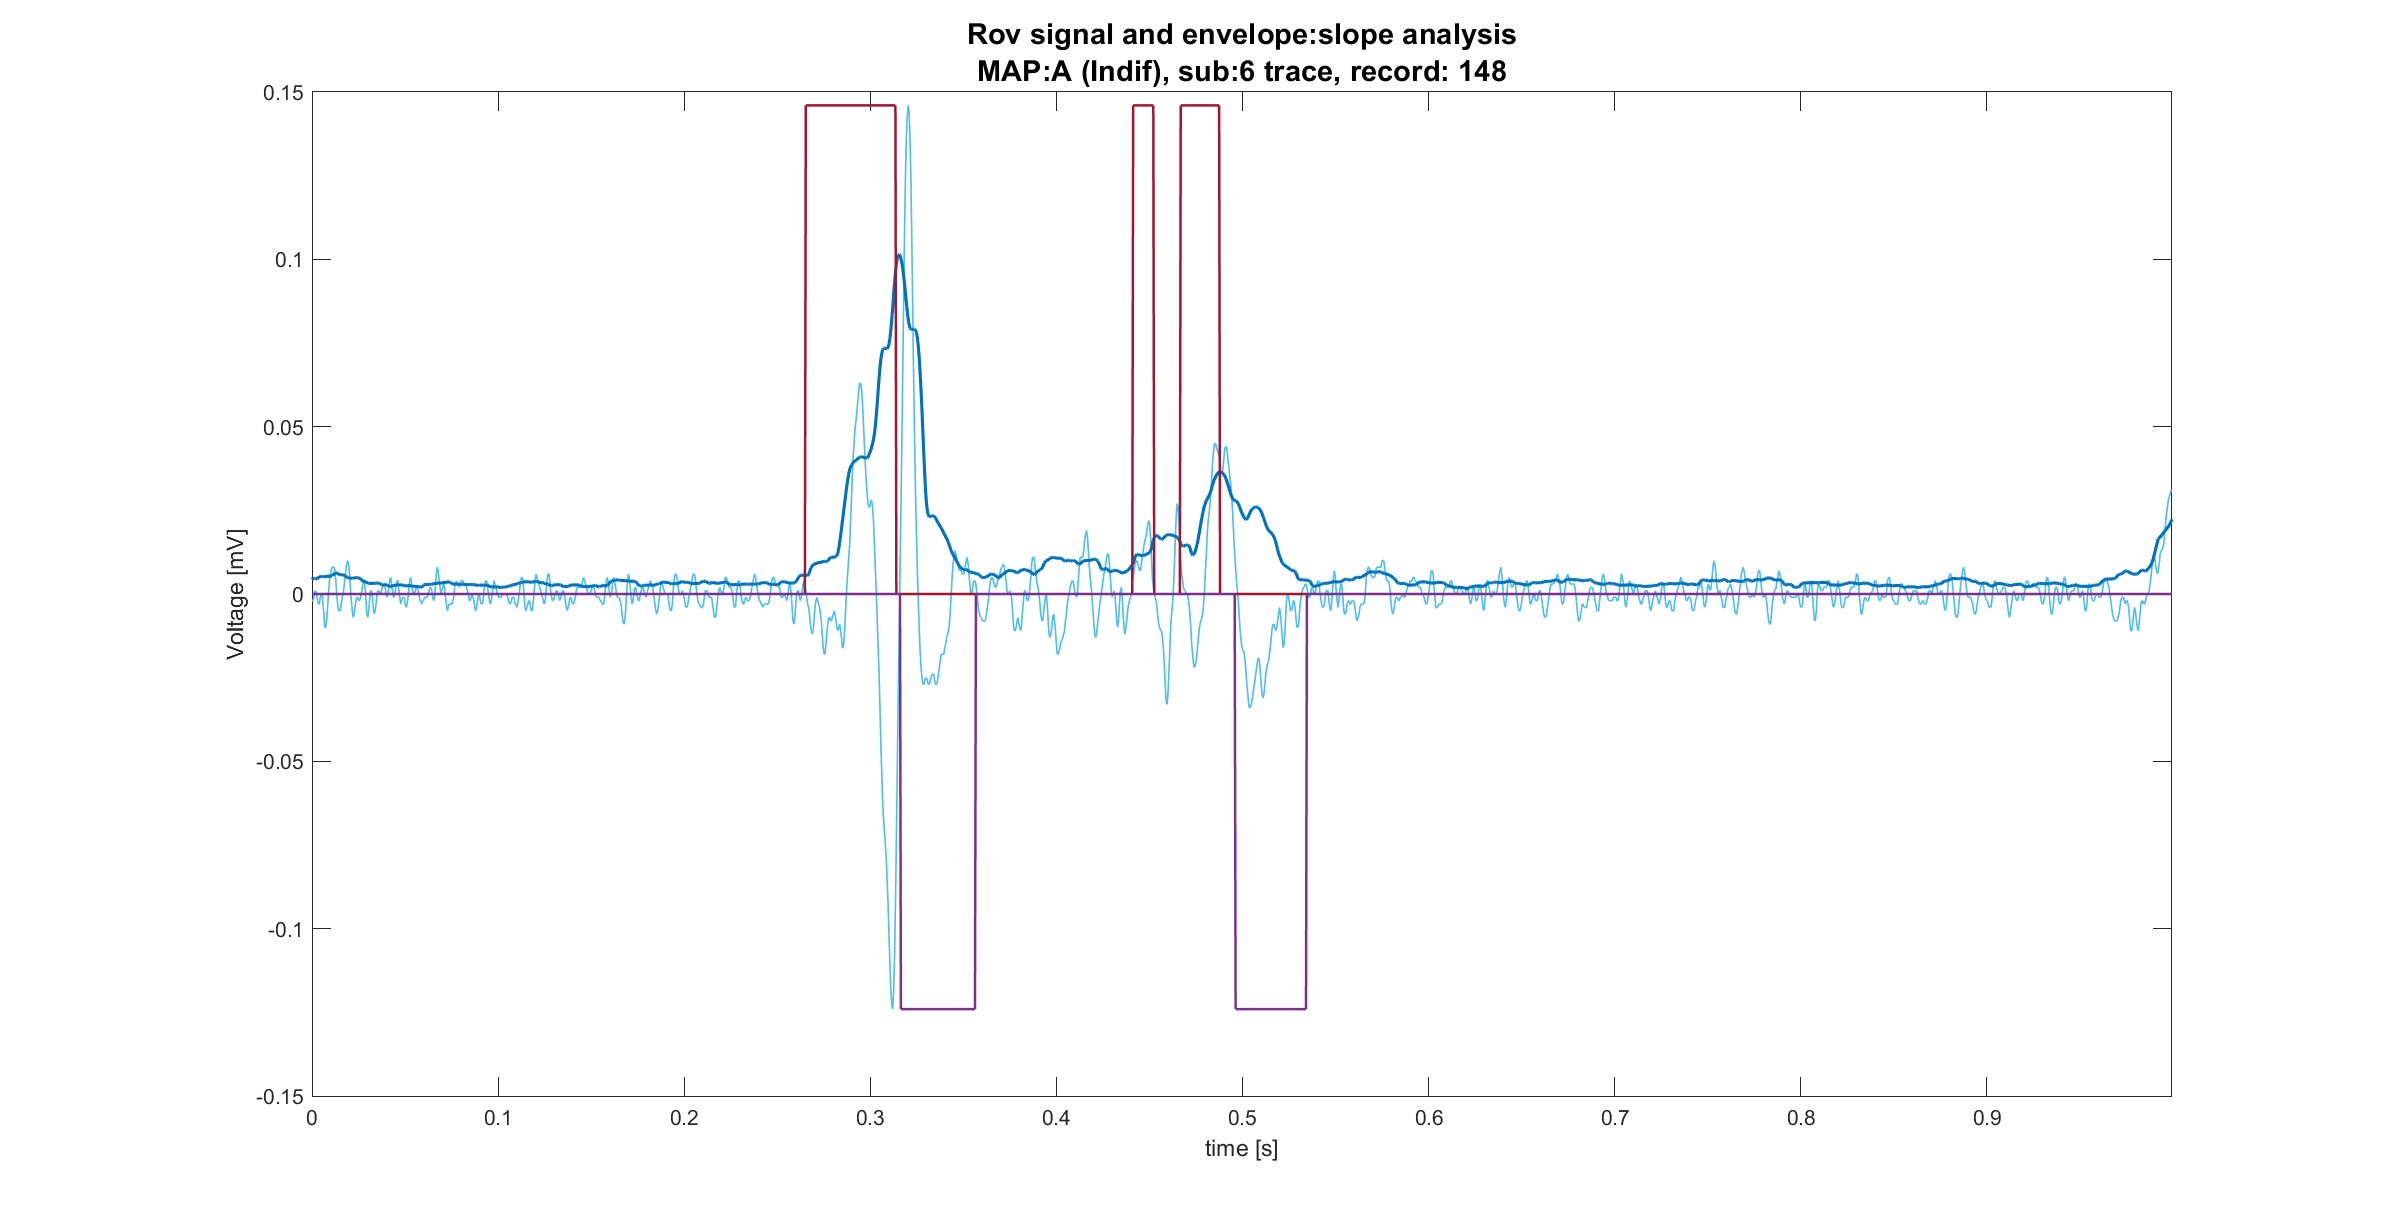 Rov signal and envelope:slope analysis
MAP:A (Indif), sub:6 trace, record: 148
0.15
0.1
0.05
0
-0.05
-0.1
-0.15
Voltage [mV]
0 0.1 0.2 0.3 0.4 0.5 0.6 0.7 0.8 0.9
time [s]